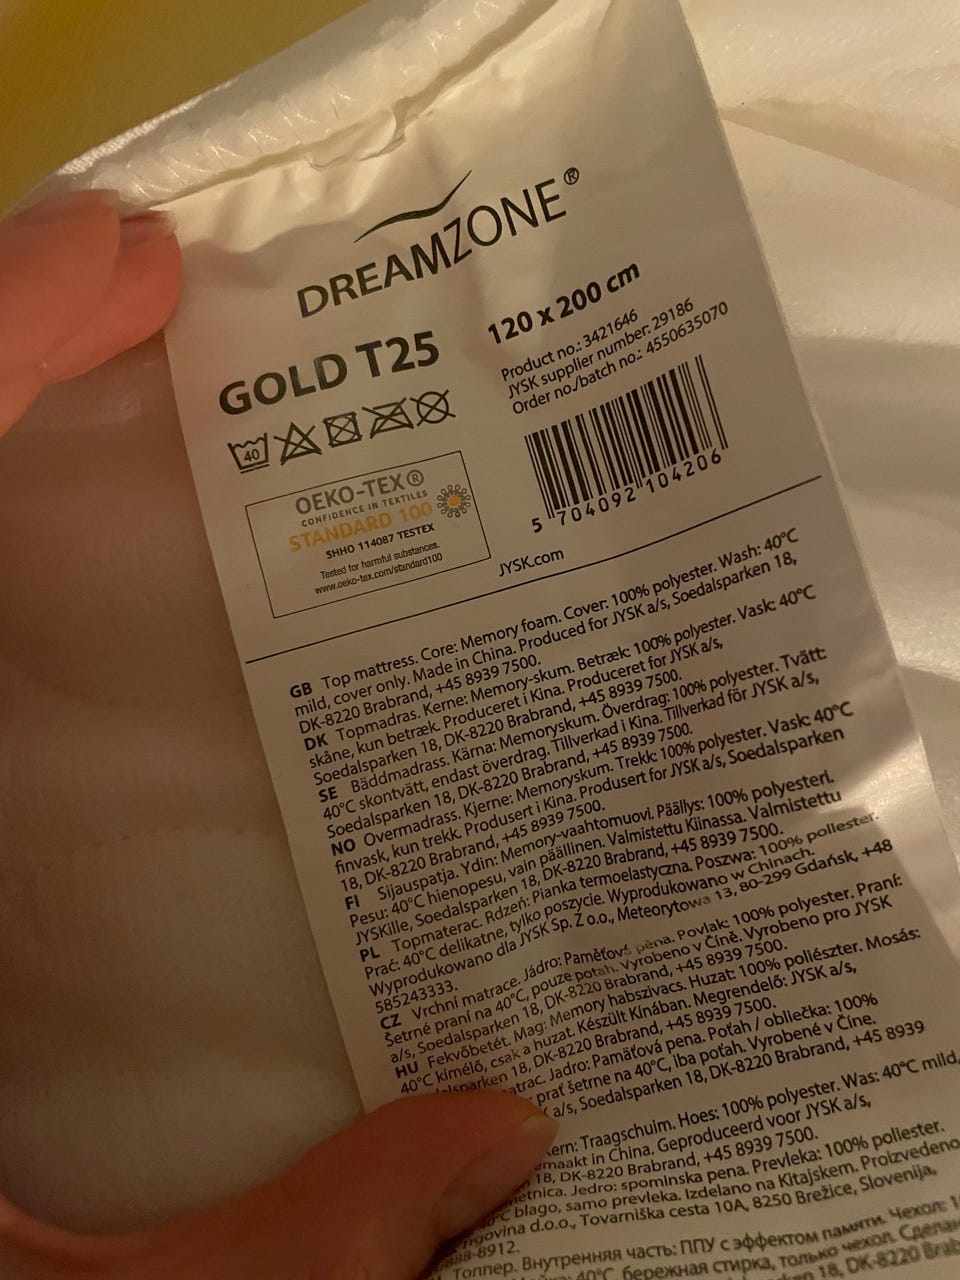 DREAMZONE®
GOLD T25
120 x 200 cm
Product no.: 3421646
JYSK supplier number: 29186
Order no./batch no.: 4550635070
40
OEKO-TEX®
CONFIDENCE IN TEXTILES
STANDARD 100
SHHO 114087 TESTEX
Tested for harmful substances.
www.oeko-tex.com/standard100
5 704092 104206
JYSK.com
GB Top mattress. Core: Memory foam. Cover: 100% polyester. Wash: 40°C
mild, cover only. Made in China. Produced for JYSK a/s, Soedalsparken 18,
DK-8220 Brabrand, +45 8939 7500.
DK Topmadras. Kerne: Memory-skum. Betræk: 100% polyester. Vask: 40°C
skåne, kun betræk. Produceret i Kina. Produceret for JYSK a/s,
Soedalsparken 18, DK-8220 Brabrand, +45 8939 7500.
SE Bäddmadrass. Kärna: Memoryskum. Överdrag: 100% polyester. Tvätt:
40°C skontvätt, endast överdrag. Tillverkad i Kina. Tillverkad för JYSK a/s,
Soedalsparken 18, DK-8220 Brabrand, +45 8939 7500.
NO Overmadrass. Kjerne: Memoryskum. Trekk: 100% polyester. Vask: 40°C
finvask, kun trekk. Produsert i Kina. Produsert for JYSK a/s, Soedalsparken
18, DK-8220 Brabrand, +45 8939 7500.
FI Sijauspatja. Ydin: Memory-vaahtomuovi. Päällys: 100% polyesteri.
Pesu: 40°C hienopesu, vain päällinen. Valmistettu Kiinassa. Valmistettu
JYSKille, Soedalsparken 18, DK-8220 Brabrand, +45 8939 7500.
PL Topmaterac. Rdzeń: Pianka termoelastyczna. Poszwa: 100% poliester.
Prać: 40°C delikatne, tylko poszycie. Wyprodukowano w Chinach.
Wyprodukowano dla JYSK Sp. Z o.o., Meteorytowa 13, 80-299 Gdańsk, +48
585243333.
CZ Vrchní matrace. Jádro: Paměťová pěna. Povlak: 100% polyester. Praní:
Šetrné praní na 40°C, pouze potah. Vyrobeno v Číně. Vyrobeno pro JYSK
a/s, Soedalsparken 18, DK-8220 Brabrand, +45 8939 7500.
HU Fekvőbetét. Mag: Memory habszivacs. Huzat: 100% poliészter. Mosás:
40°C kímélő, csak a huzat. Készült Kínában. Megrendelő: JYSK a/s,
18, DK-8220 Brabrand, +45 8939 7500.
Jadro: Pamäťová pena. Poťah / obliečka: 100%
prať šetrne na 40°C, iba poťah. Vyrobené v Číne.
a/s, Soedalsparken 18, DK-8220 Brabrand, +45 8939
Traagschuim. Hoes: 100% polyester. Was: 40°C mild,
in China. Geproduceerd voor JYSK a/s,
18, DK-8220 Brabrand, +45 8939 7500.
Jedro: spominska pena. Prevleka: 100% poliester.
blago, samo prevleka. Izdelano na Kitajskem. Proizvedeno
d.o.o., Tovarniška cesta 10A, 8250 Brežice, Slovenija,
8912.
Топпер. Внутренняя часть: ППУ с эффектом памяти. Чехол:
40°C, бережная стирка, только чехол.
18, DK-8220